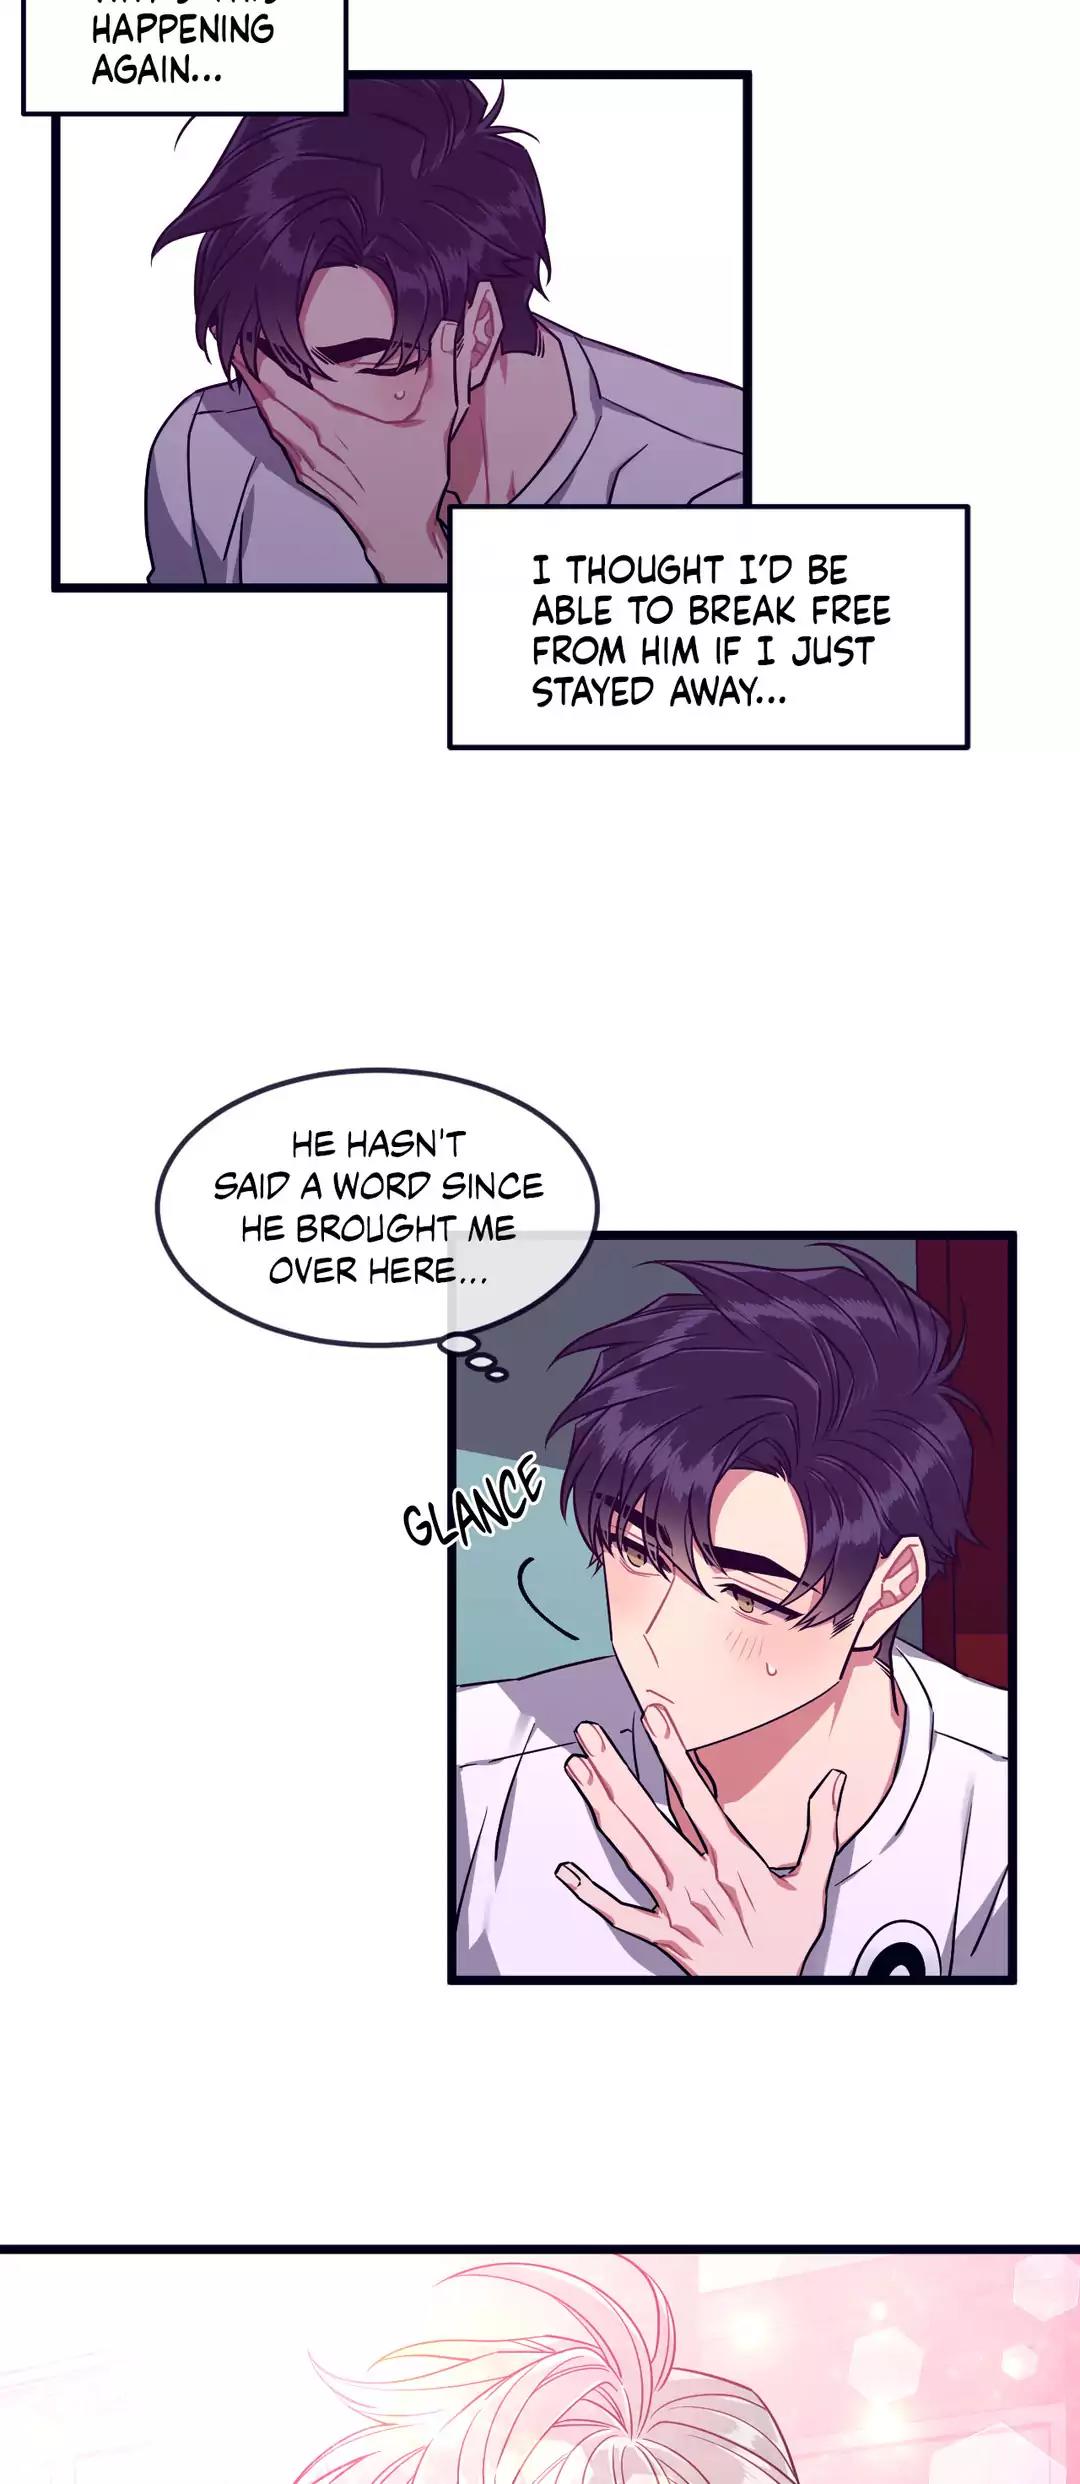 HAPPENING
AGAIN...
I THOUGHT I'D BE
ABLE TO BREAK FREE
FROM HIM IF I JUST
STAYED AWAY...
HE HASN'T
SAID A WORD SINCE
HE BROUGHT ME
OVER HERE...
GLANCE